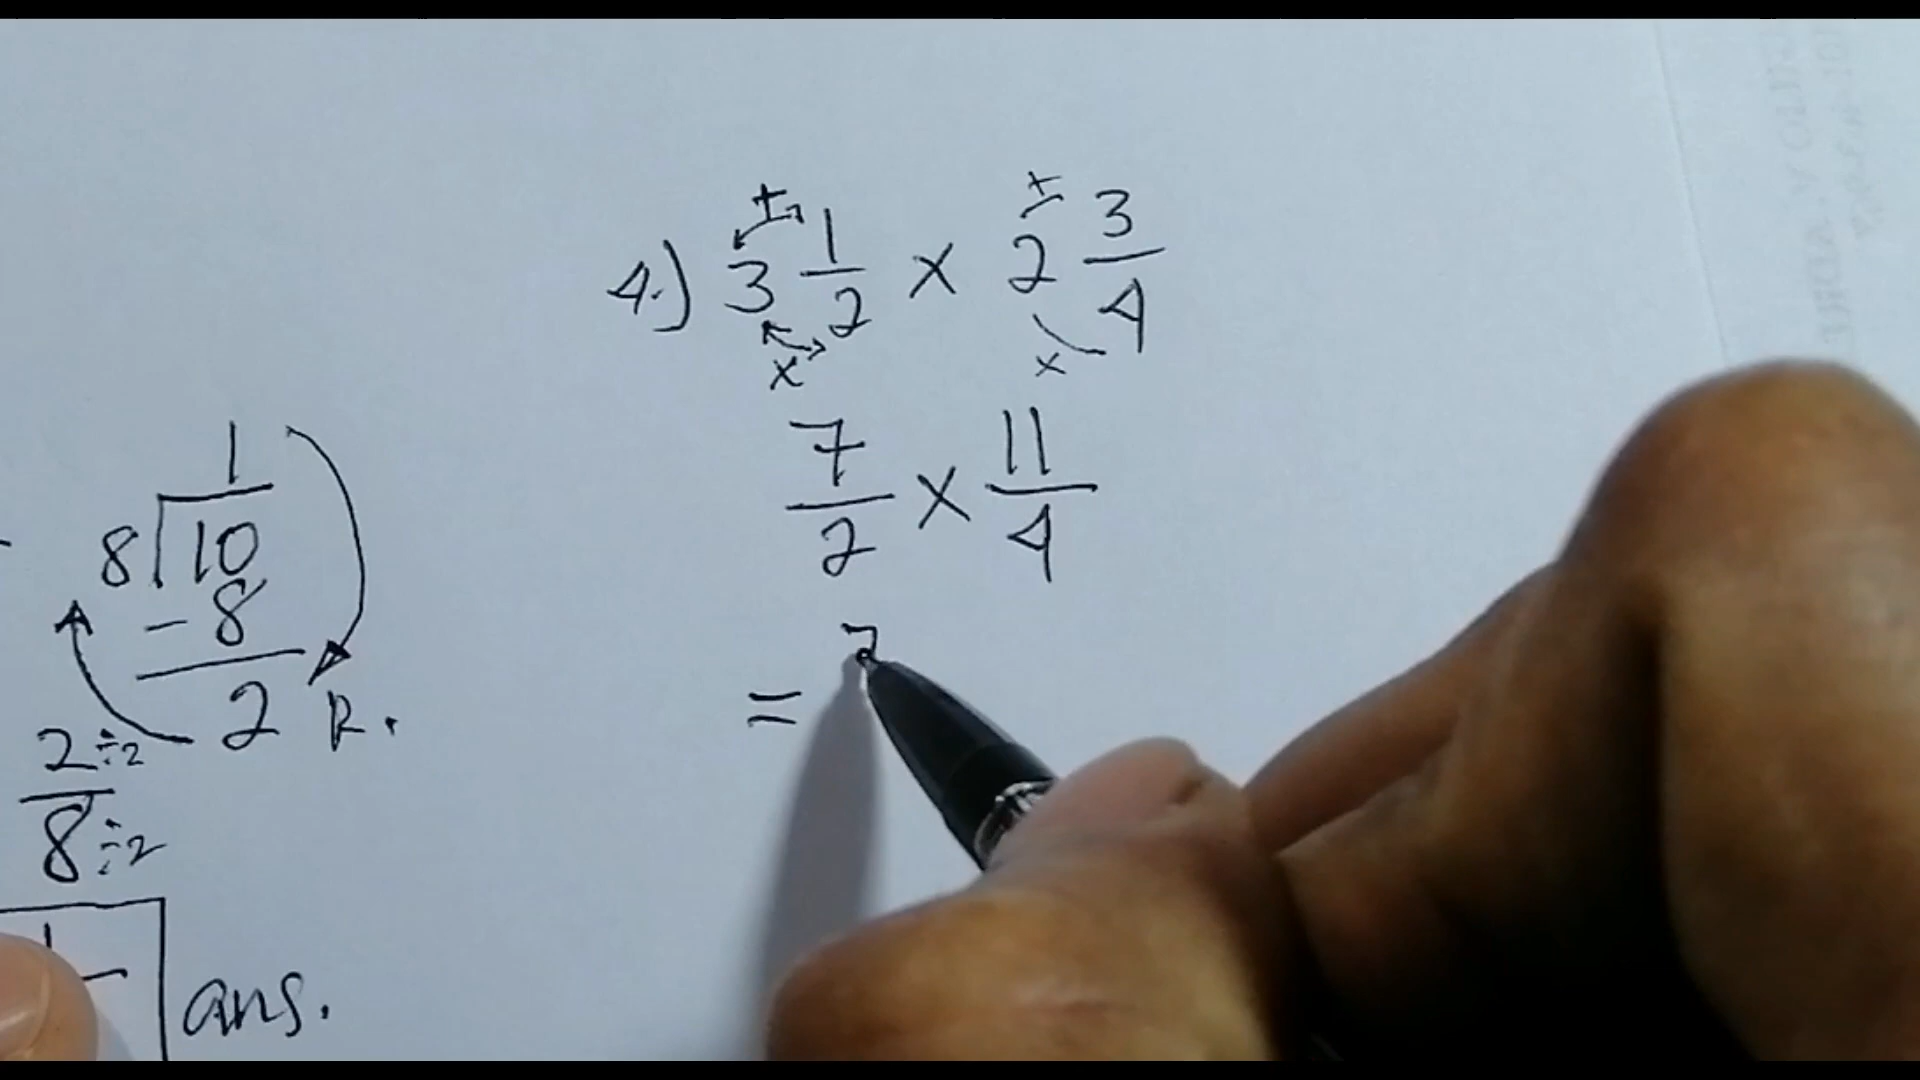 4.) 3 1/2 × 2 3/4
+ +
× ×
7/2 × 11/4
= 7
1
8 10
- 8
2 R.
2 ÷2
8 ÷2
1
ans.